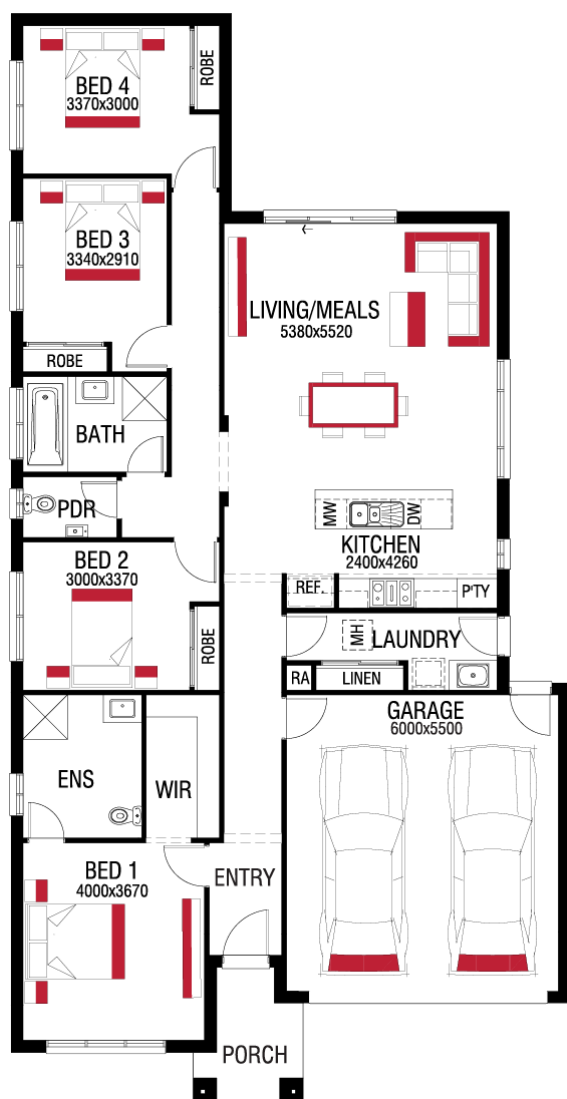 BED 4
3370x3000
ROBE
BED 3
3340x2910
ROBE
LIVING/MEALS
5380x5520
BATH
PDR
MW
DW
KITCHEN
2400x4260
BED 2
3000x3370
REF.
P'TY
ROBE
MH
LAUNDRY
RA
LINEN
GARAGE
6000x5500
ENS
WIR
BED 1
4000x3670
ENTRY
PORCH